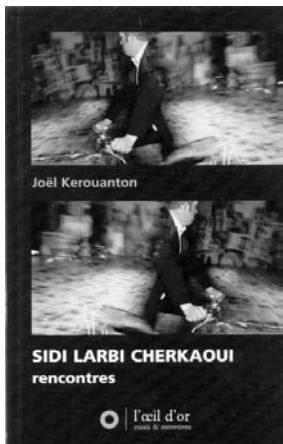 Joël Kerouanton
SIDI LARBI CHERKAOUI
rencontres
l'œil d'or
essais & entretiens